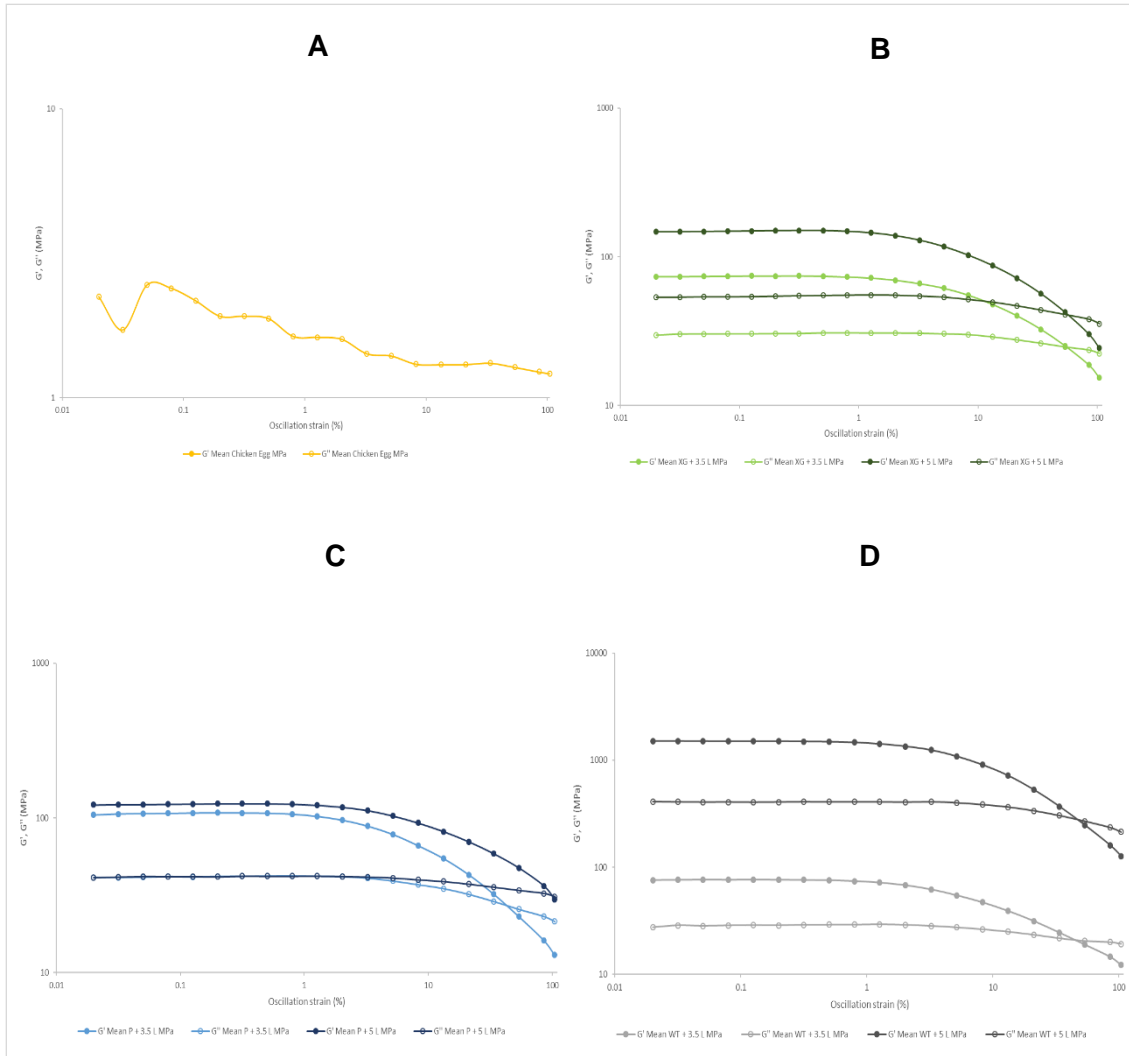 A
10
G', G'' (MPa)
1
0.01 0.1 1 10 100
Oscillation strain (%)
G' Mean Chicken Egg MPa G'' Mean Chicken Egg MPa
B
1000
G', G'' (MPa)
100
10
0.01 0.1 1 10 100
Oscillation strain (%)
G' Mean XG + 3.5 L MPa G'' Mean XG + 3.5 L MPa G' Mean XG + 5 L MPa G'' Mean XG + 5 L MPa
C
1000
G', G'' (MPa)
100
10
0.01 0.1 1 10 100
Oscillation strain (%)
G' Mean P + 3.5 L MPa G'' Mean P + 3.5 L MPa G' Mean P + 5 L MPa G'' Mean P + 5 L MPa
D
10000
1000
G', G'' (MPa)
100
10
0.01 0.1 1 10 100
Oscillation strain (%)
G' Mean WT + 3.5 L MPa G'' Mean WT + 3.5 L MPa G' Mean WT + 5 L MPa G'' Mean WT + 5 L MPa